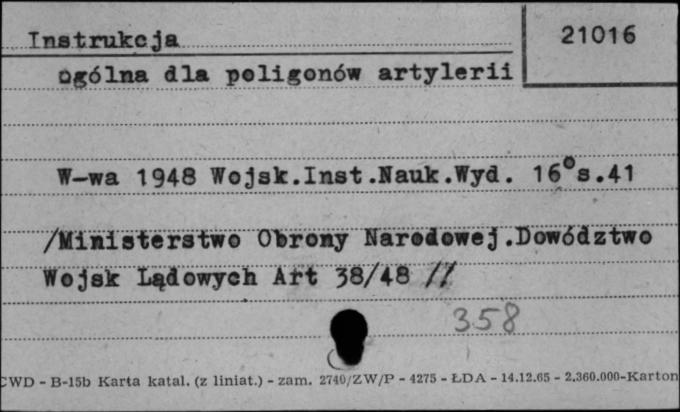 Instrukcja
21016
ogólna dla poligonów artylerii
W-wa 1948 Wojsk.Inst.Nauk.Wyd. 16°s.41
/Ministerstwo Obrony Narodowej.Dowództwo
Wojsk Lądowych Art 38/48 //
358
CWD - B-15b Karta katal. (z liniat.) - zam. 2740/ZW/P - 4275 - ŁDA - 14.12.65 - 2.360.000-Karton